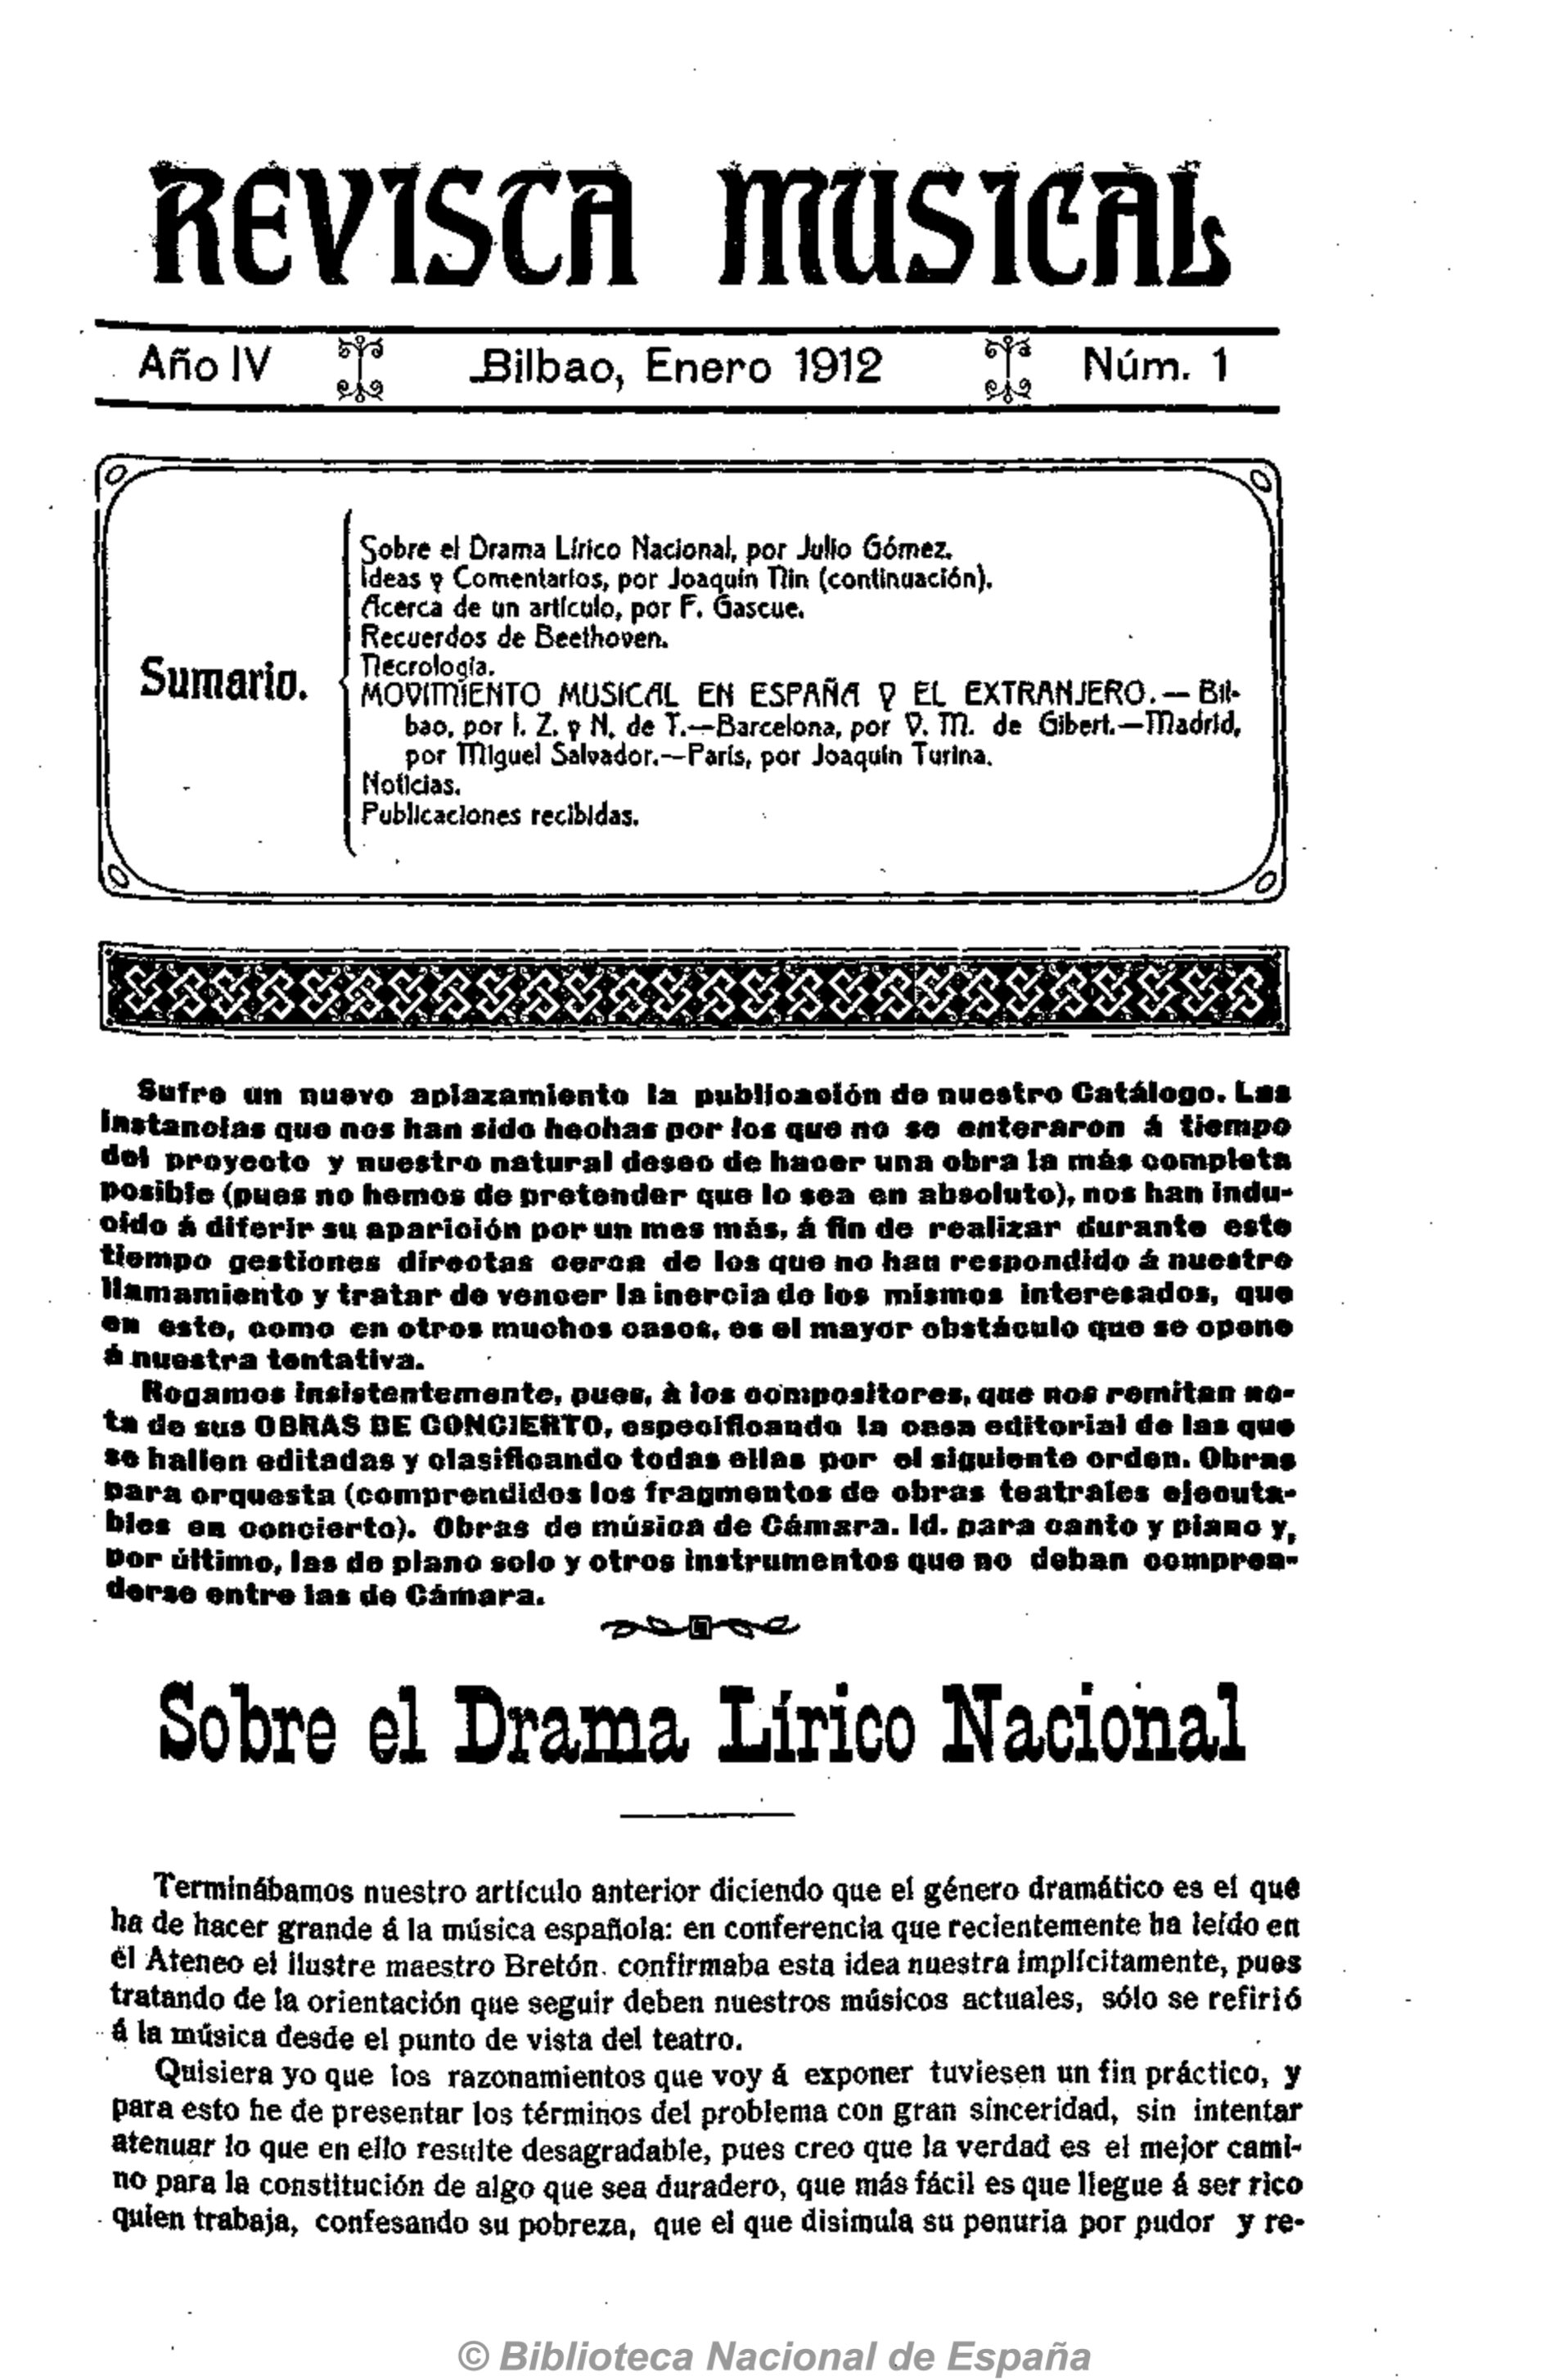 REVISTA MUSICAL
Año IV Bilbao, Enero 1912 Núm. 1
Sumario.
Sobre el Drama Lírico Nacional, por Julio Gómez.
Ideas y Comentarios, por Joaquín Nin (continuación).
Acerca de un artículo, por F. Gascue.
Recuerdos de Beethoven.
Necrología.
MOVIMIENTO MUSICAL EN ESPAÑA Y EL EXTRANJERO.— Bil-
bao, por I. Z. y N. de T.—Barcelona, por V. M. de Gibert.—Madrid,
por Miguel Salvador.—París, por Joaquín Turina.
Noticias.
Publicaciones recibidas.
Sufre un nuevo aplazamiento la publicación de nuestro Catálogo. Las
instancias que nos han sido hechas por los que no se enteraron á tiempo
del proyecto y nuestro natural deseo de hacer una obra la más completa
posible (pues no hemos de pretender que lo sea en absoluto), nos han indu-
cido á diferir su aparición por un mes más, á fin de realizar durante este
tiempo gestiones directas cerca de los que no han respondido á nuestro
llamamiento y tratar de vencer la inercia de los mismos interesados, que
en este, como en otros muchos casos, es el mayor obstáculo que se opone
á nuestra tentativa.
Rogamos insistentemente, pues, à los compositores, que nos remitan no-
ta de sus OBRAS DE CONCIERTO, especificando la casa editorial de las que
se hallen editadas y clasificando todas ellas por el siguiente orden. Obras
para orquesta (comprendidos los fragmentos de obras teatrales ejecuta-
bles en concierto). Obras de música de Cámara. Id. para canto y piano y,
por último, las de piano solo y otros instrumentos que no deban compren-
derse entre las de Cámara.
Sobre el Drama Lírico Nacional
Terminábamos nuestro artículo anterior diciendo que el género dramático es el que
ha de hacer grande á la música española: en conferencia que recientemente ha leído en
el Ateneo el ilustre maestro Bretón. confirmaba esta idea nuestra implícitamente, pues
tratando de la orientación que seguir deben nuestros músicos actuales, sólo se refirió
á la música desde el punto de vista del teatro.
Quisiera yo que los razonamientos que voy á exponer tuviesen un fin práctico, y
para esto he de presentar los términos del problema con gran sinceridad, sin intentar
atenuar lo que en ello resulte desagradable, pues creo que la verdad es el mejor cami-
no para la constitución de algo que sea duradero, que más fácil es que llegue á ser rico
quien trabaja, confesando su pobreza, que el que disimula su penuria por pudor y re-
© Biblioteca Nacional de España